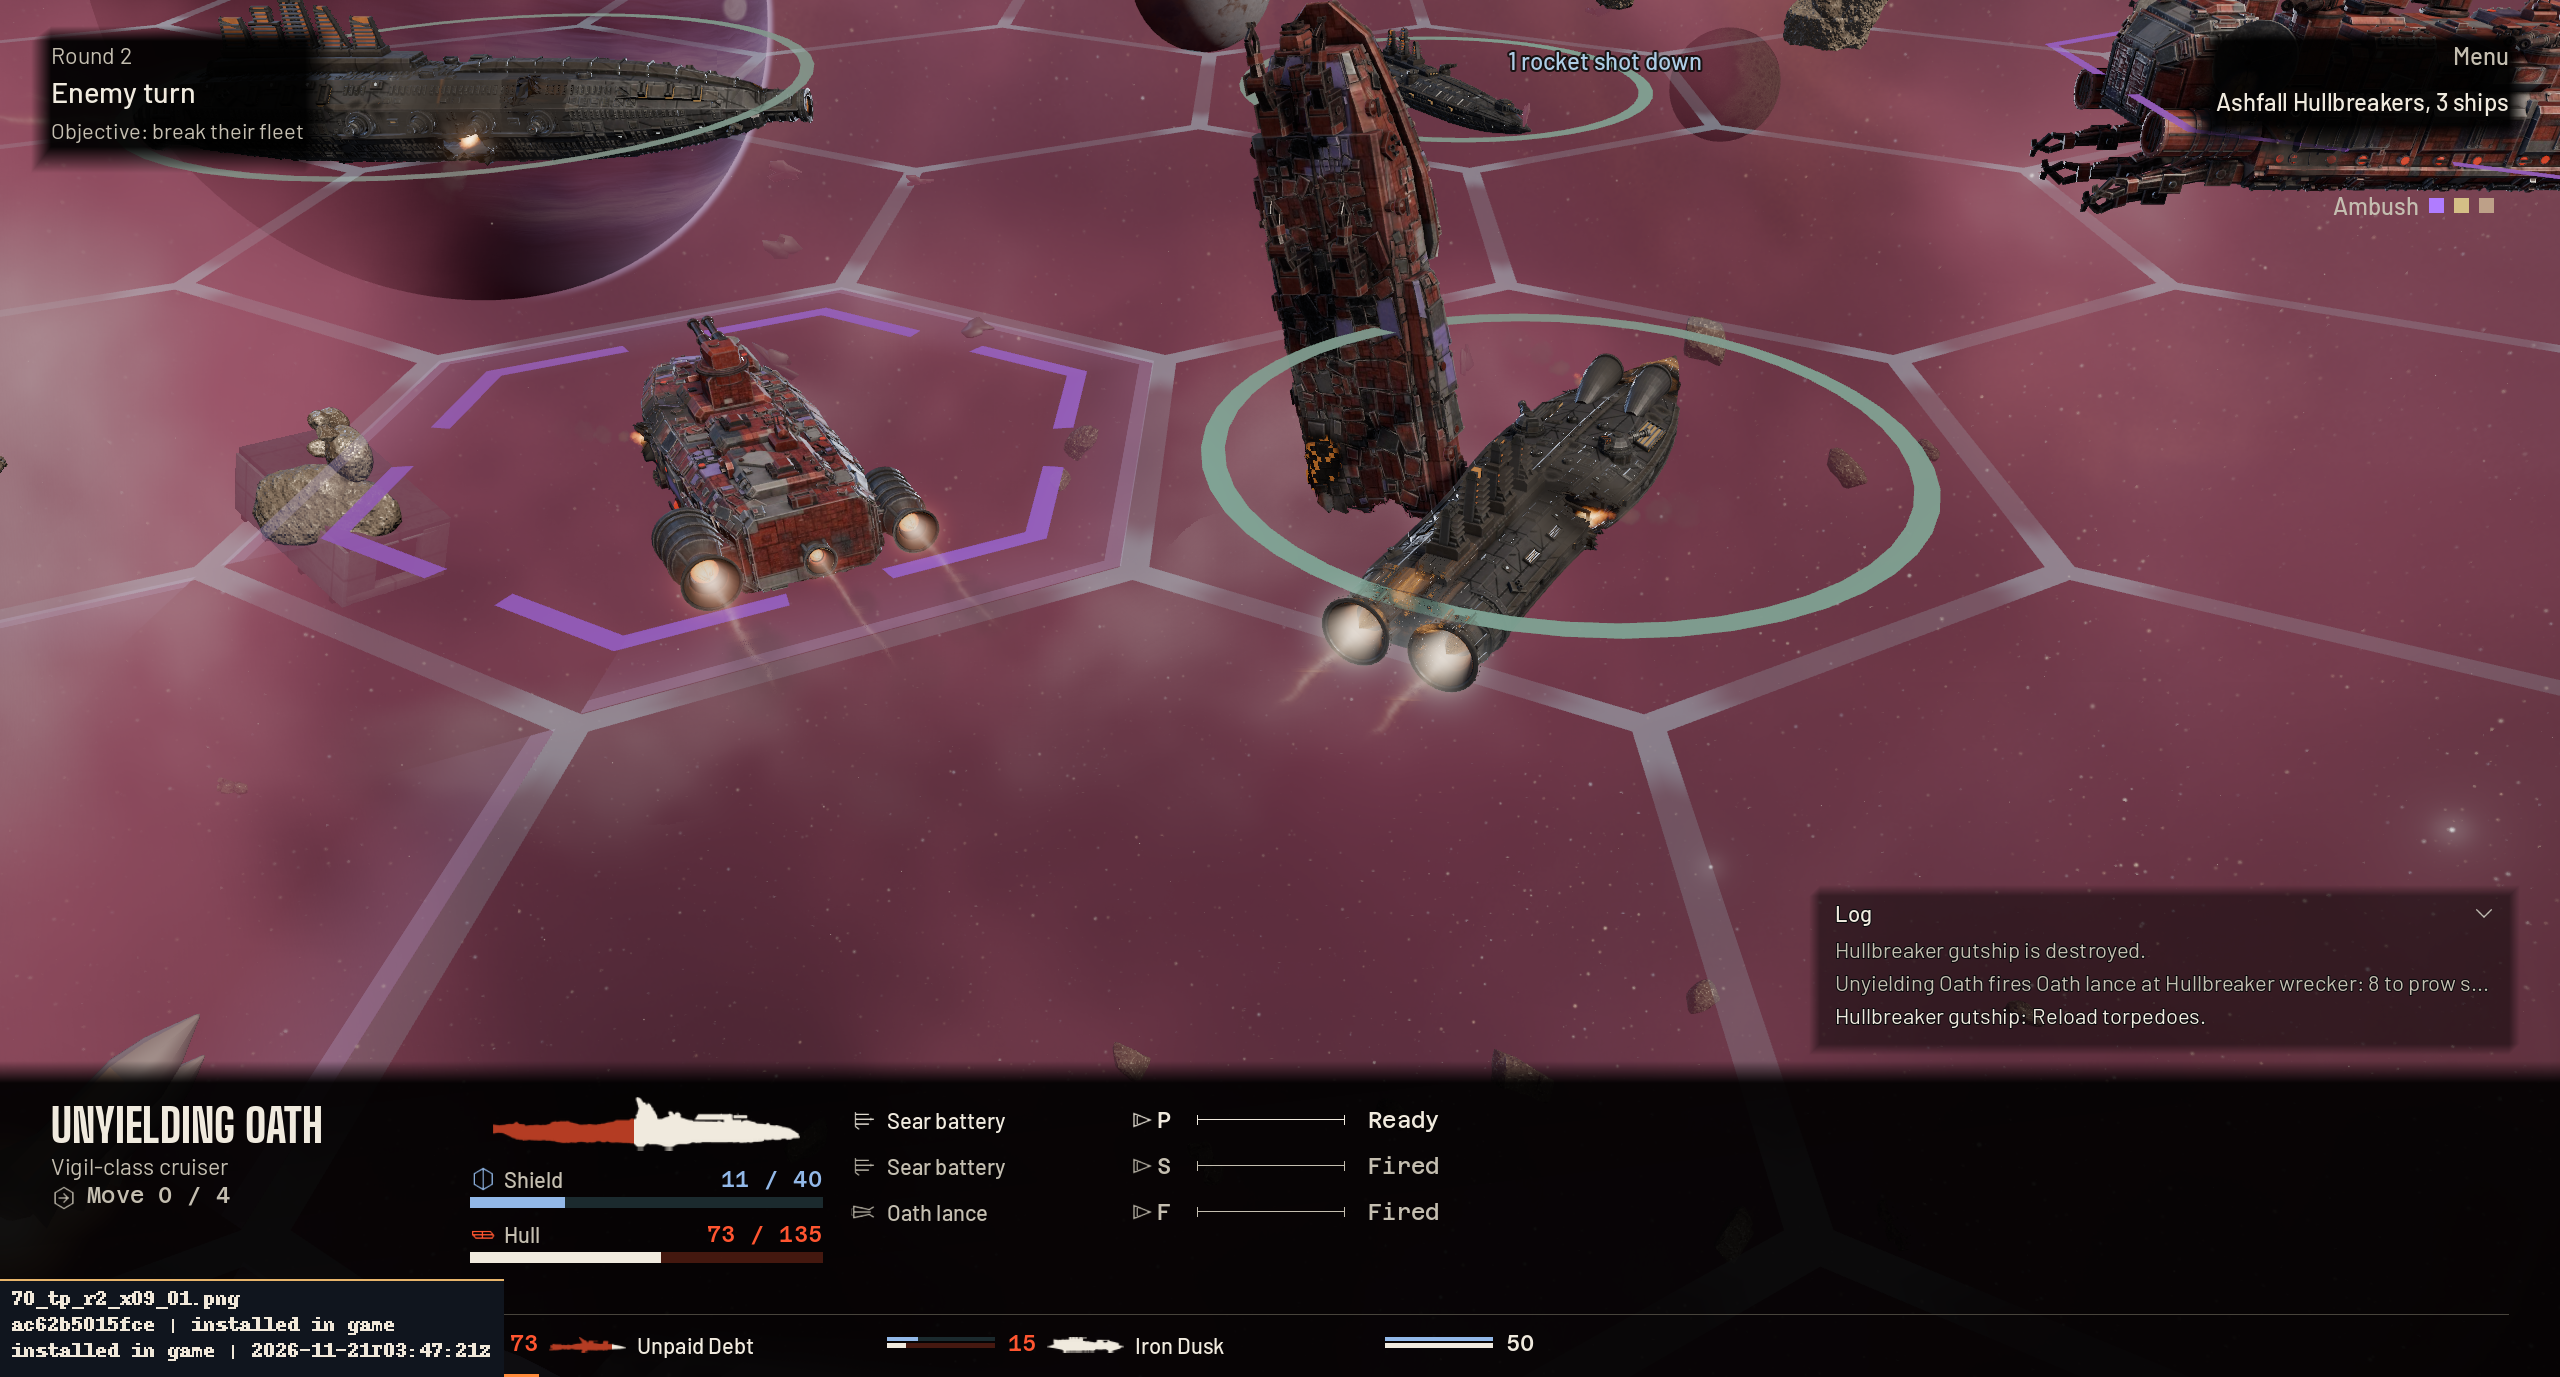 Round 2
Enemy turn
Objective: break their fleet
1 rocket shot down
Menu
Ashfall Hullbreakers, 3 ships
Ambush
Log
Hullbreaker gutship is destroyed.
Unyielding Oath fires Oath lance at Hullbreaker wrecker: 8 to prow s...
Hullbreaker gutship: Reload torpedoes.
UNYIELDING OATH
Vigil-class cruiser
Move 0 / 4
Shield 11 / 40
Hull 73 / 135
Sear battery P Ready
Sear battery S Fired
Oath lance F Fired
70_tp_r2_x09_01.png
ac62b5015fce | installed in game
installed in game | 2026-11-21T03:47:21Z
73 Unpaid Debt 15 Iron Dusk 50